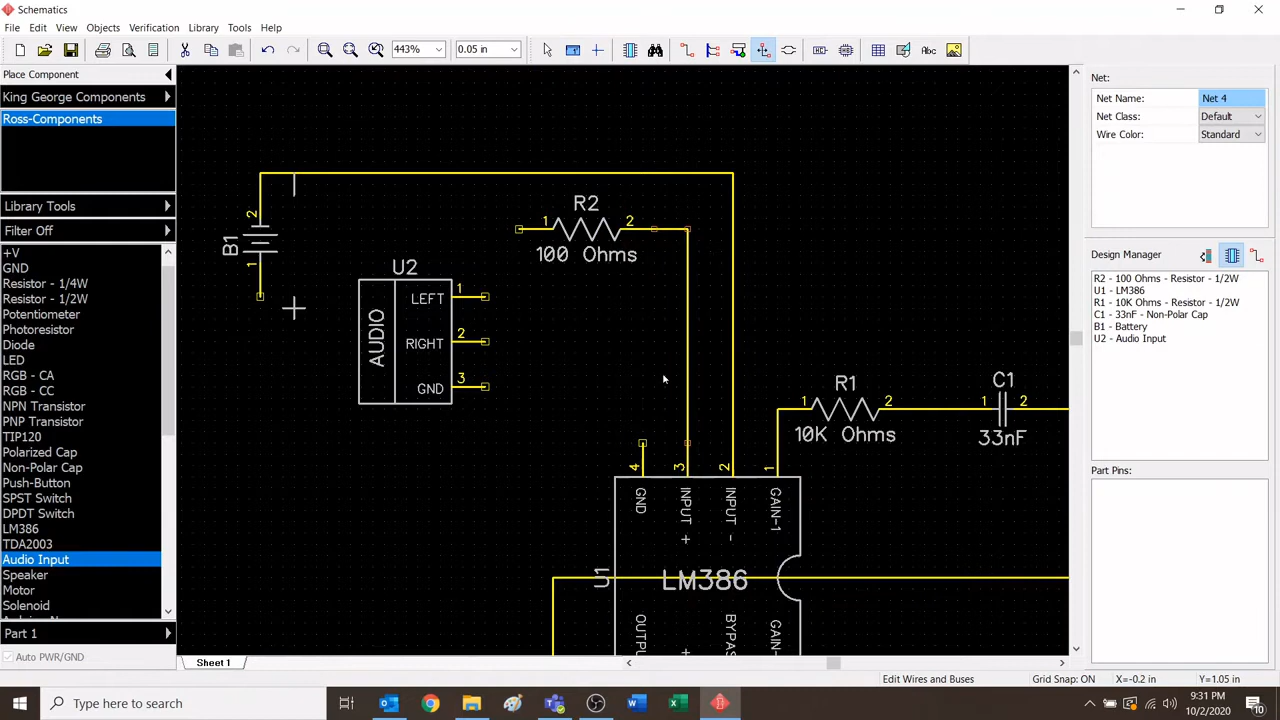 Schematics
File Edit View Objects Verification Library Tools Help
443% 0.05 in Abc
Place Component
King George Components
Ross-Components
Library Tools
Filter Off
+V
GND
Resistor - 1/4W
Resistor - 1/2W
Potentiometer
Photoresistor
Diode
LED
RGB - CA
RGB - CC
NPN Transistor
PNP Transistor
TIP120
Polarized Cap
Non-Polar Cap
Push-Button
SPST Switch
DPDT Switch
LM386
TDA2003
Audio Input
Speaker
Motor
Solenoid
Part 1
Auto PWR/GND
R2
1 2
100 Ohms
2
B1
1
U2
AUDIO
LEFT 1
RIGHT 2
GND 3
R1
1 2
10K Ohms
C1
1 2
33nF
4 3 2 1
GND INPUT + INPUT - GAIN-1
U1 LM386
Sheet 1
Net:
Net Name: Net 4
Net Class: Default
Wire Color: Standard
Design Manager
R2 - 100 Ohms - Resistor - 1/2W
U1 - LM386
R1 - 10K Ohms - Resistor - 1/2W
C1 - 33nF - Non-Polar Cap
B1 - Battery
U2 - Audio Input
Part Pins:
Edit Wires and Buses Grid Snap: ON X=-0.2 in Y=1.05 in
Type here to search
9:31 PM
10/2/2020